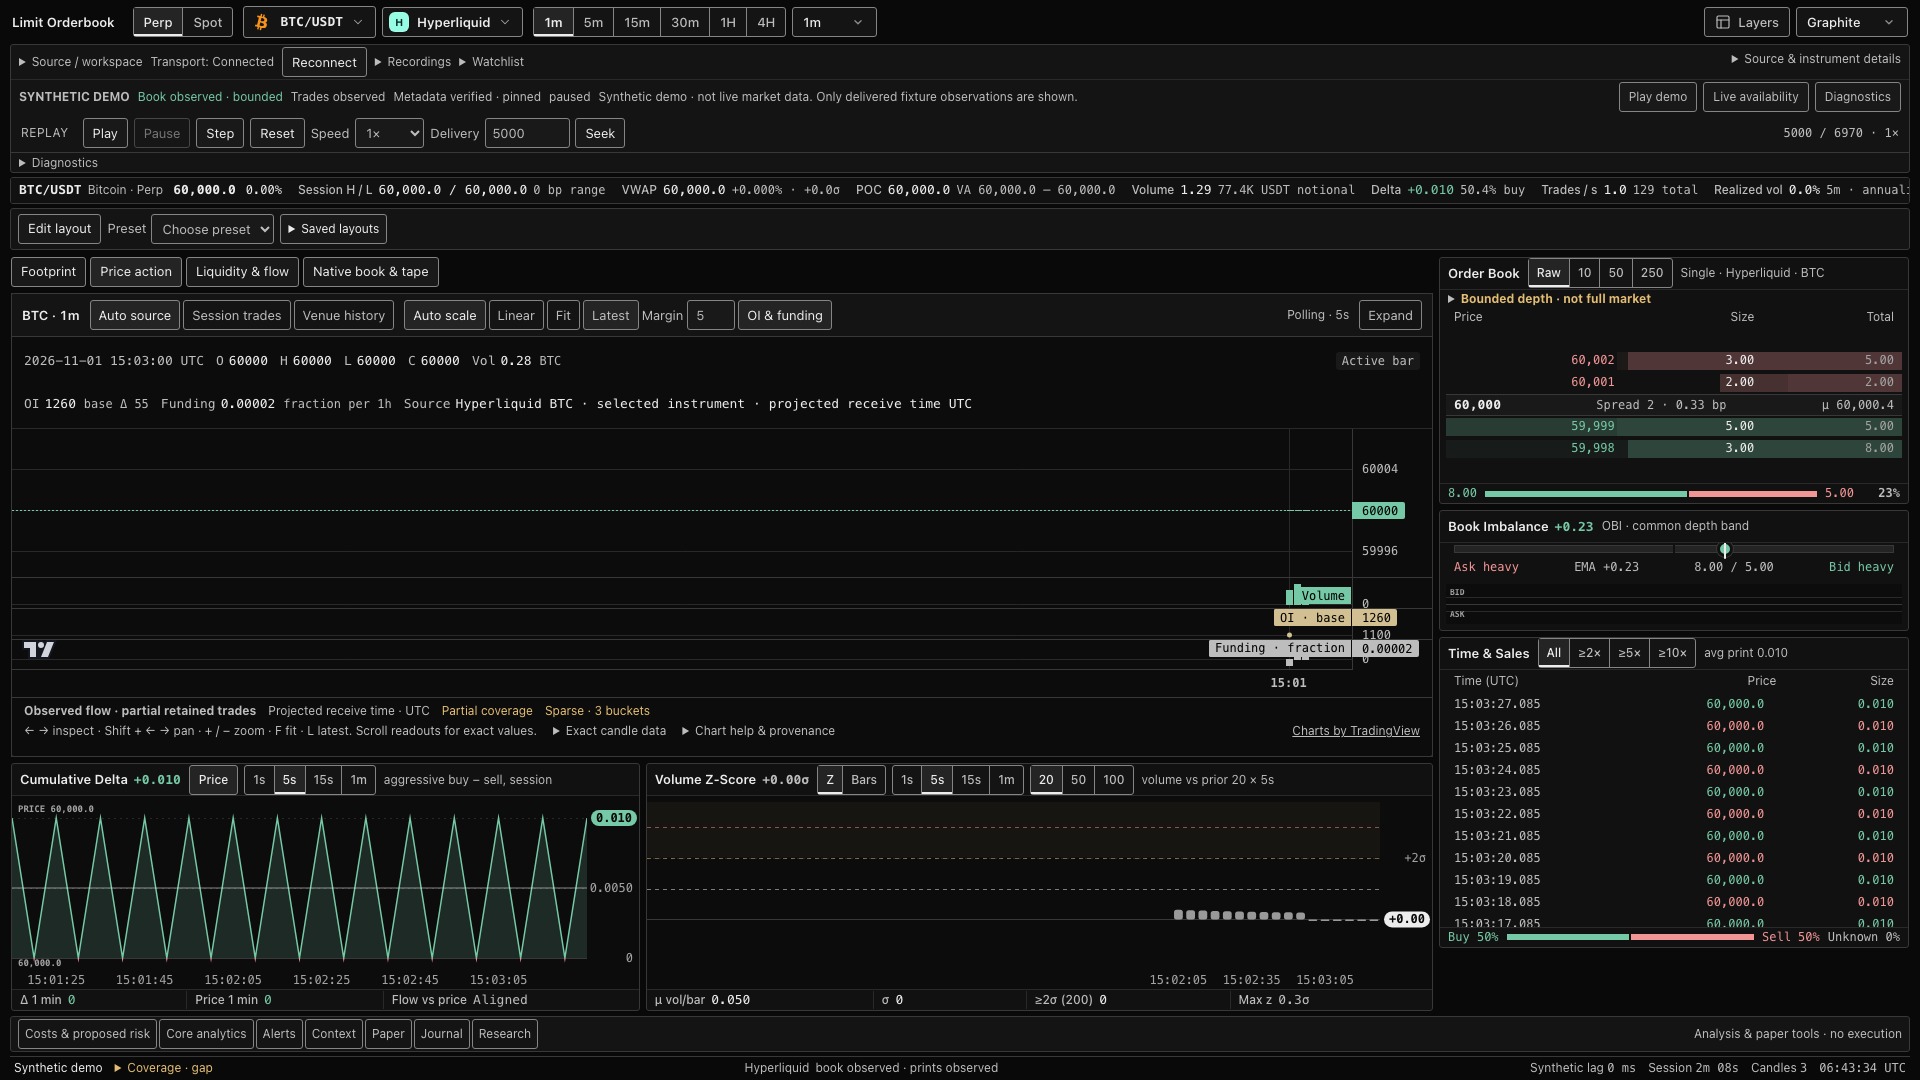 Limit Orderbook Perp Spot BTC/USDT H Hyperliquid 1m 5m 15m 30m 1H 4H 1m Layers Graphite
Source / workspace Transport: Connected Reconnect Recordings Watchlist Source & instrument details
SYNTHETIC DEMO Book observed · bounded Trades observed Metadata verified · pinned paused Synthetic demo · not live market data. Only delivered fixture observations are shown. Play demo Live availability Diagnostics
REPLAY Play Pause Step Reset Speed 1× Delivery 5000 Seek 5000 / 6970 · 1×
Diagnostics
BTC/USDT Bitcoin · Perp 60,000.0 0.00% Session H / L 60,000.0 / 60,000.0 0 bp range VWAP 60,000.0 +0.000% · +0.0σ POC 60,000.0 VA 60,000.0 – 60,000.0 Volume 1.29 77.4K USDT notional Delta +0.010 50.4% buy Trades / s 1.0 129 total Realized vol 0.0% 5m · annuali
Edit layout Preset Choose preset Saved layouts
Footprint Price action Liquidity & flow Native book & tape
BTC · 1m Auto source Session trades Venue history Auto scale Linear Fit Latest Margin 5 OI & funding Polling · 5s Expand
2026–11–01 15:03:00 UTC O 60000 H 60000 L 60000 C 60000 Vol 0.28 BTC Active bar
OI 1260 base Δ 55 Funding 0.00002 fraction per 1h Source Hyperliquid BTC · selected instrument · projected receive time UTC
60004
60000
59996
Volume 0
OI · base 1260
1100
Funding · fraction 0.00002
0
15:01
Observed flow · partial retained trades Projected receive time · UTC Partial coverage Sparse · 3 buckets
← → inspect · Shift + ← → pan · + / − zoom · F fit · L latest. Scroll readouts for exact values. Exact candle data Chart help & provenance Charts by TradingView
Order Book Raw 10 50 250 Single · Hyperliquid · BTC
Bounded depth · not full market
Price Size Total
60,002 3.00 5.00
60,001 2.00 2.00
60,000 Spread 2 · 0.33 bp μ 60,000.4
59,999 5.00 5.00
59,998 3.00 8.00
8.00 5.00 23%
Book Imbalance +0.23 OBI · common depth band
Ask heavy EMA +0.23 8.00 / 5.00 Bid heavy
BID
ASK
Time & Sales All ≥2× ≥5× ≥10× avg print 0.010
Time (UTC) Price Size
15:03:27.085 60,000.0 0.010
15:03:26.085 60,000.0 0.010
15:03:25.085 60,000.0 0.010
15:03:24.085 60,000.0 0.010
15:03:23.085 60,000.0 0.010
15:03:22.085 60,000.0 0.010
15:03:21.085 60,000.0 0.010
15:03:20.085 60,000.0 0.010
15:03:19.085 60,000.0 0.010
15:03:18.085 60,000.0 0.010
15:03:17.085 60,000.0 0.010
Buy 50% Sell 50% Unknown 0%
Cumulative Delta +0.010 Price 1s 5s 15s 1m aggressive buy – sell, session
PRICE 60,000.0
0.010
0.0050
60,000.0 0
15:01:25 15:01:45 15:02:05 15:02:25 15:02:45 15:03:05
Δ 1 min 0 Price 1 min 0 Flow vs price Aligned
Volume Z-Score +0.00σ Z Bars 1s 5s 15s 1m 20 50 100 volume vs prior 20 × 5s
+2σ
+0.00
15:02:05 15:02:35 15:03:05
μ vol/bar 0.050 σ 0 ≥2σ (200) 0 Max z 0.3σ
Costs & proposed risk Core analytics Alerts Context Paper Journal Research Analysis & paper tools · no execution
Synthetic demo Coverage · gap Hyperliquid book observed · prints observed Synthetic lag 0 ms Session 2m 08s Candles 3 06:43:34 UTC